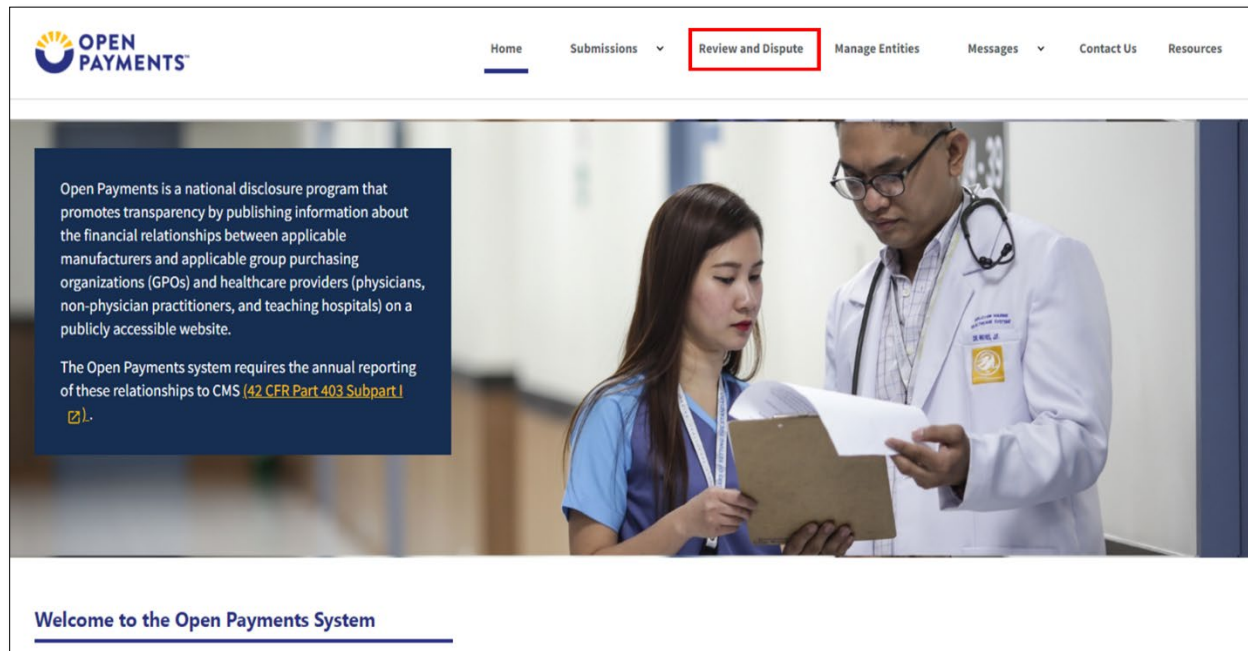 OPEN
PAYMENTS™
Home Submissions Review and Dispute Manage Entities Messages Contact Us Resources
Open Payments is a national disclosure program that
promotes transparency by publishing information about
the financial relationships between applicable
manufacturers and applicable group purchasing
organizations (GPOs) and healthcare providers (physicians,
non-physician practitioners, and teaching hospitals) on a
publicly accessible website.
The Open Payments system requires the annual reporting
of these relationships to CMS (42 CFR Part 403 Subpart I
).
Welcome to the Open Payments System